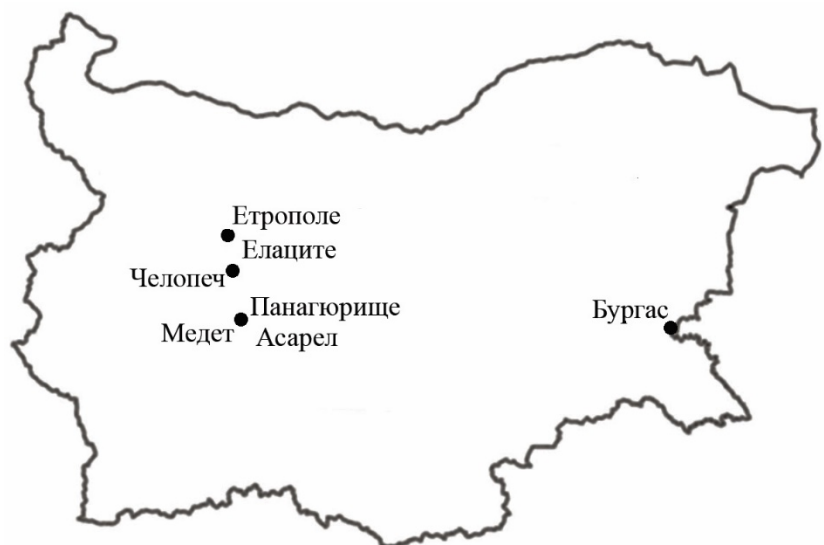 Етрополе
Елаците
Челопеч
Панагюрище
Медет
Асарел
Бургас